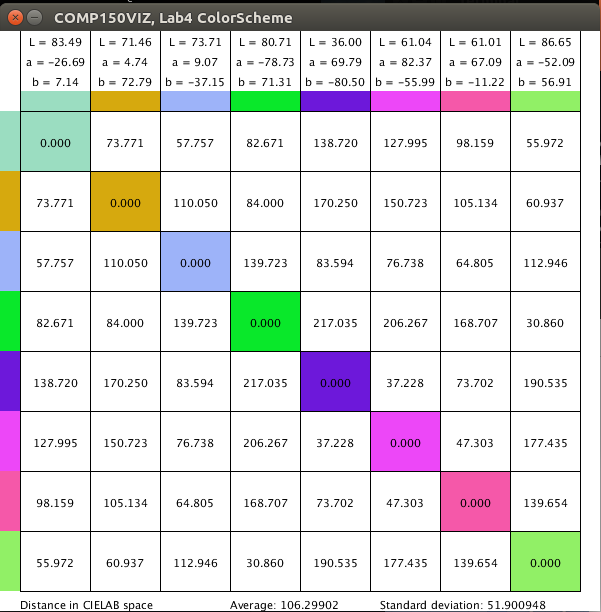 COMP150VIZ, Lab4 ColorScheme
L = 83.49 L = 71.46 L = 73.71 L = 80.71 L = 36.00 L = 61.04 L = 61.01 L = 86.65
a = -26.69 a = 4.74 a = 9.07 a = -78.73 a = 69.79 a = 82.37 a = 67.09 a = -52.09
b = 7.14 b = 72.79 b = -37.15 b = 71.31 b = -80.50 b = -55.99 b = -11.22 b = 56.91
0.000 73.771 57.757 82.671 138.720 127.995 98.159 55.972
73.771 0.000 110.050 84.000 170.250 150.723 105.134 60.937
57.757 110.050 0.000 139.723 83.594 76.738 64.805 112.946
82.671 84.000 139.723 0.000 217.035 206.267 168.707 30.860
138.720 170.250 83.594 217.035 0.000 37.228 73.702 190.535
127.995 150.723 76.738 206.267 37.228 0.000 47.303 177.435
98.159 105.134 64.805 168.707 73.702 47.303 0.000 139.654
55.972 60.937 112.946 30.860 190.535 177.435 139.654 0.000
Distance in CIELAB space Average: 106.29902 Standard deviation: 51.900948